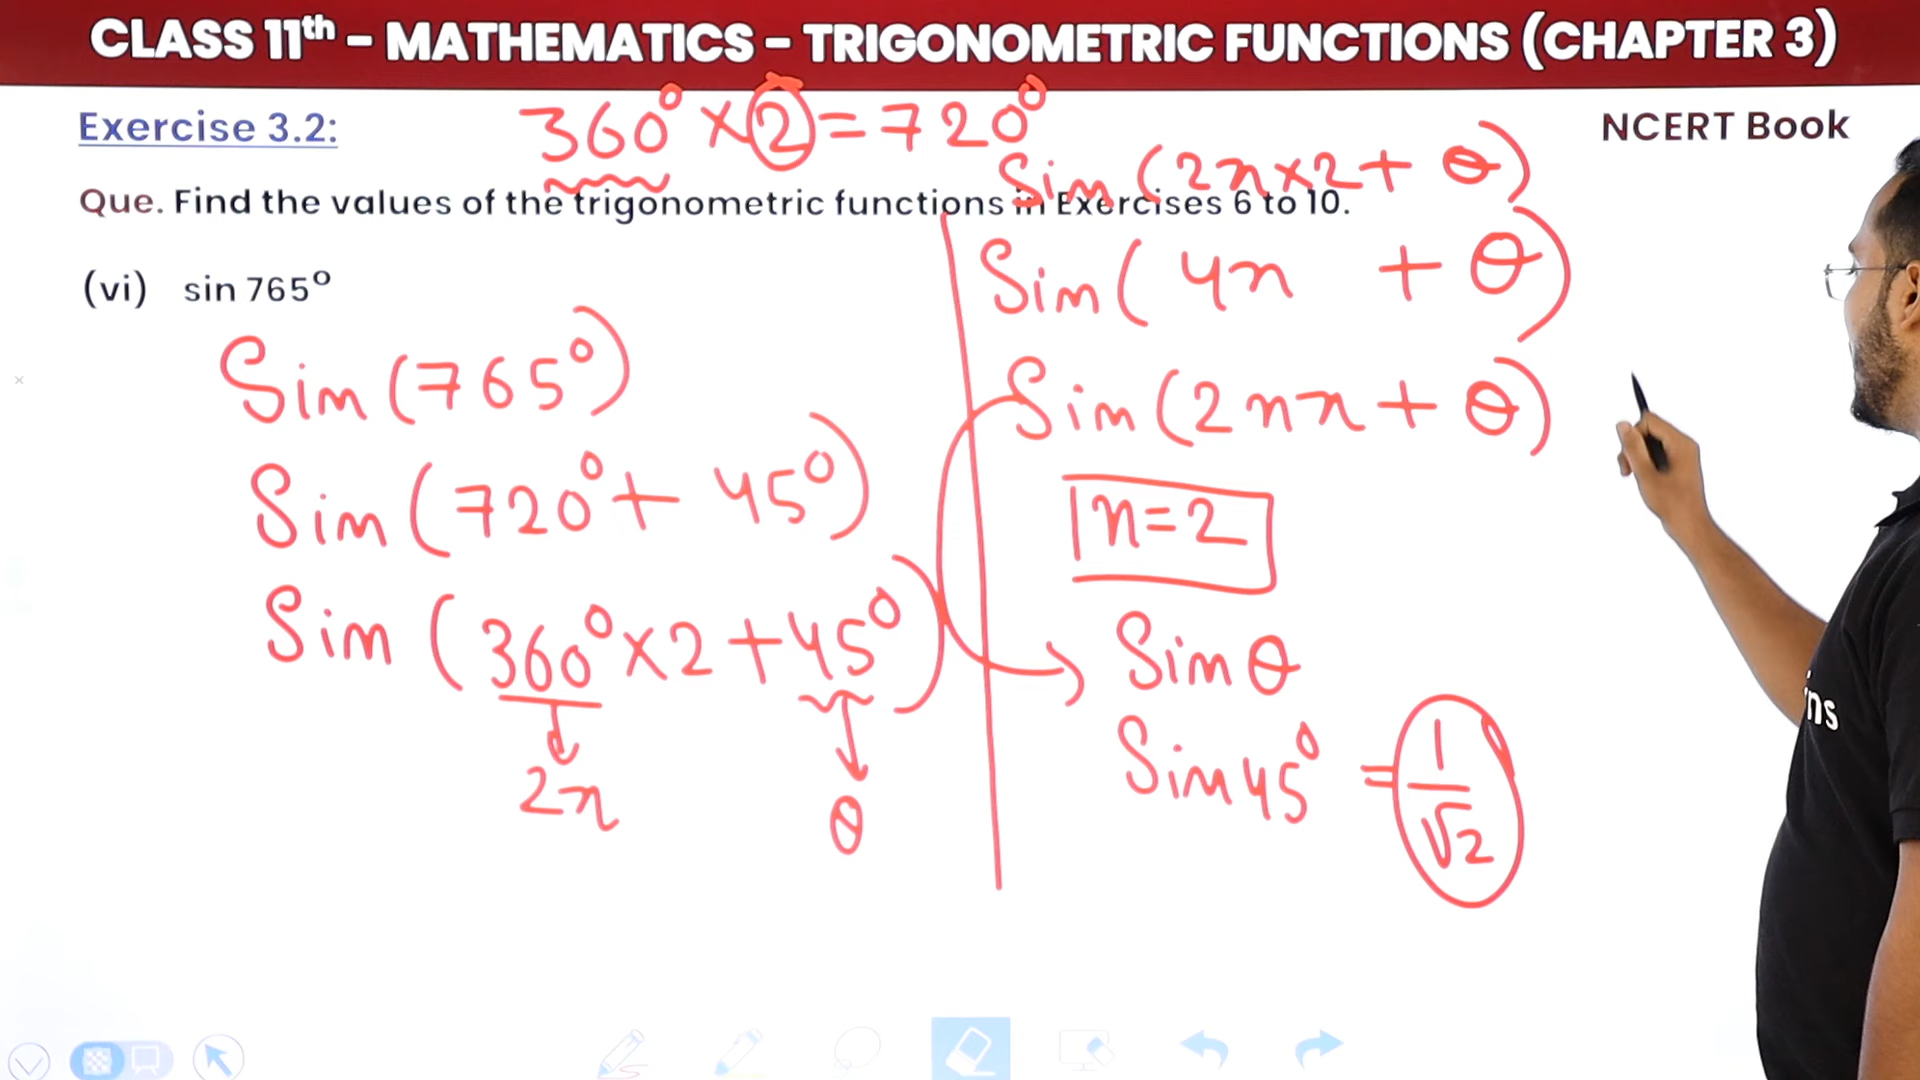 CLASS 11th - MATHEMATICS - TRIGONOMETRIC FUNCTIONS (CHAPTER 3)
Exercise 3.2:
360° × 2 = 720°
NCERT Book
Sin (2π×2 + θ)
Que. Find the values of the trigonometric functions in Exercises 6 to 10.
Sin (4π + θ)
(vi) sin 765°
Sin (765°)
Sin (2nπ + θ)
Sin (720° + 45°)
n = 2
Sin (360° × 2 + 45°)
Sin θ
2π
θ
Sin 45° = 1/√2
ns